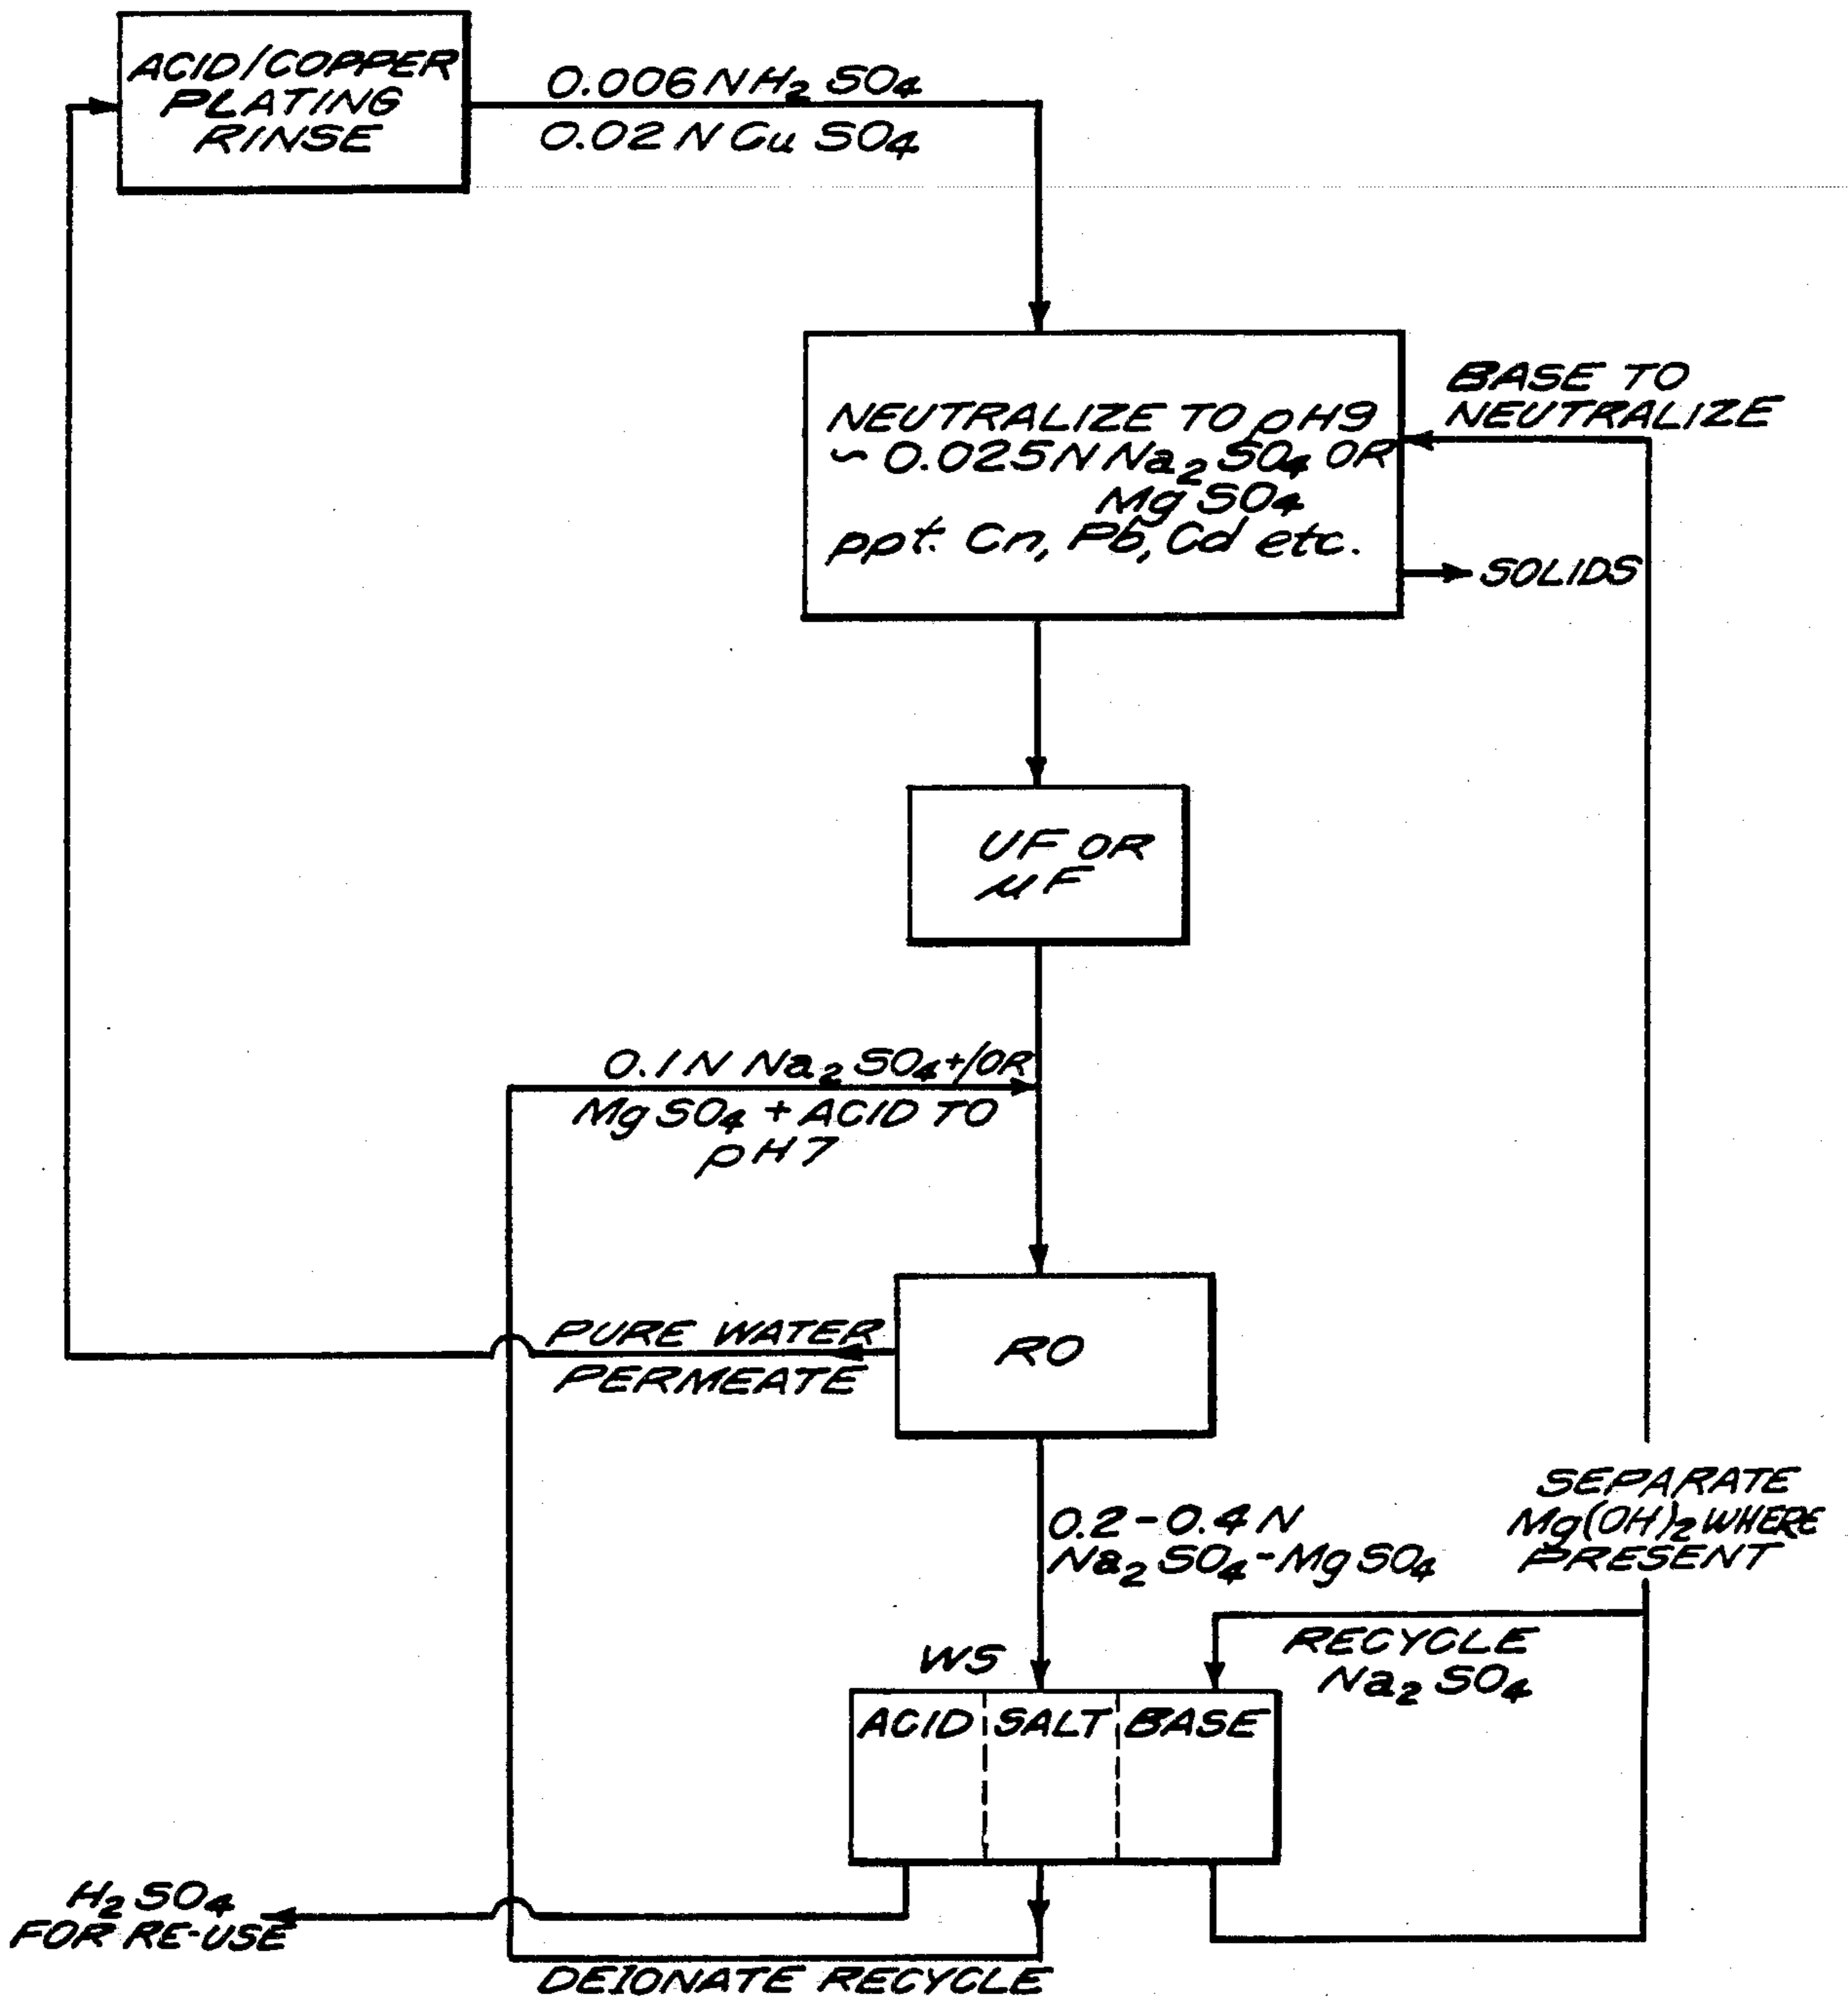 ACID/COPPER
PLATING
RINSE
0.006 N H₂ SO₄
0.02 N Cu SO₄
NEUTRALIZE TO pH9
~ 0.025 N Na₂ SO₄ OR
Mg SO₄
ppt. Cn, Pb, Cd etc.
BASE TO
NEUTRALIZE
SOLIDS
UF OR
μF
0.1 N Na₂ SO₄ +/OR
Mg SO₄ + ACID TO
pH 7
PURE WATER
PERMEATE
RO
0.2-0.4 N
Na₂ SO₄-Mg SO₄
SEPARATE
Mg(OH)₂ WHERE
PRESENT
RECYCLE
Na₂ SO₄
WS
ACID SALT BASE
H₂ SO₄
FOR RE-USE
DEIONATE RECYCLE